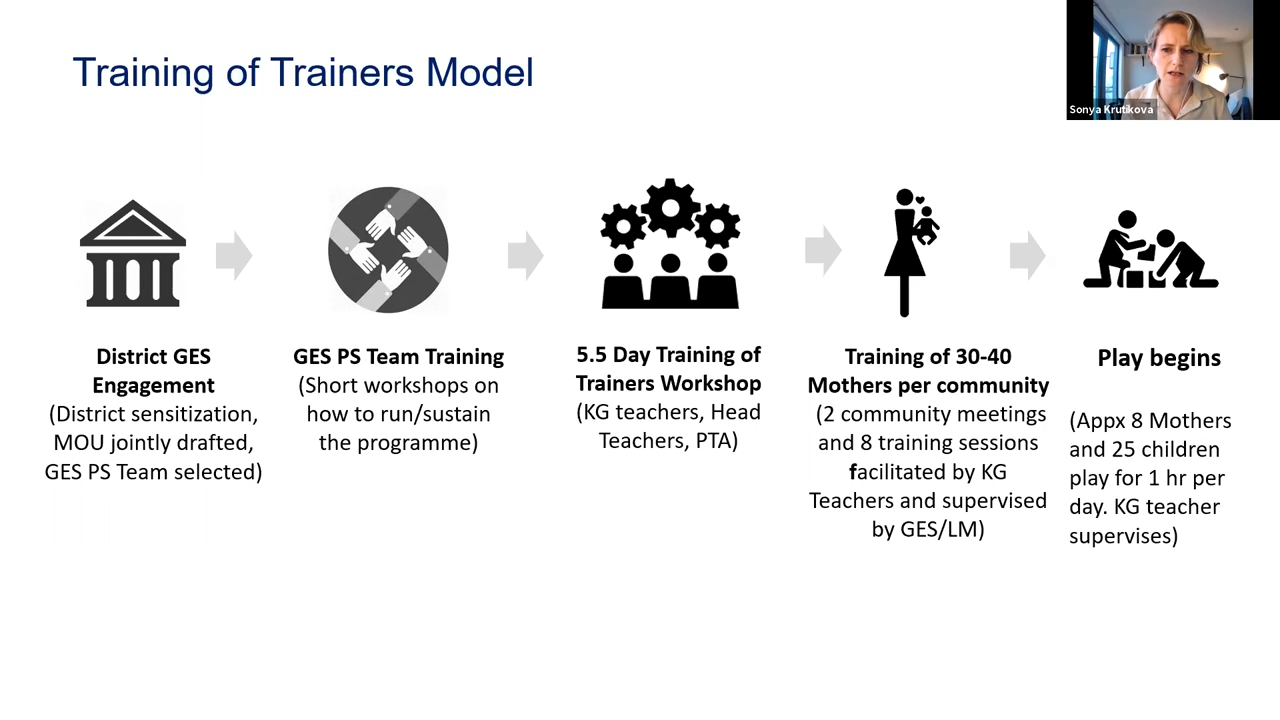 Training of Trainers Model
Sonya Krutikova
District GES
Engagement
(District sensitization,
MOU jointly drafted,
GES PS Team selected)
GES PS Team Training
(Short workshops on
how to run/sustain
the programme)
5.5 Day Training of
Trainers Workshop
(KG teachers, Head
Teachers, PTA)
Training of 30-40
Mothers per community
(2 community meetings
and 8 training sessions
facilitated by KG
Teachers and supervised
by GES/LM)
Play begins
(Appx 8 Mothers
and 25 children
play for 1 hr per
day. KG teacher
supervises)